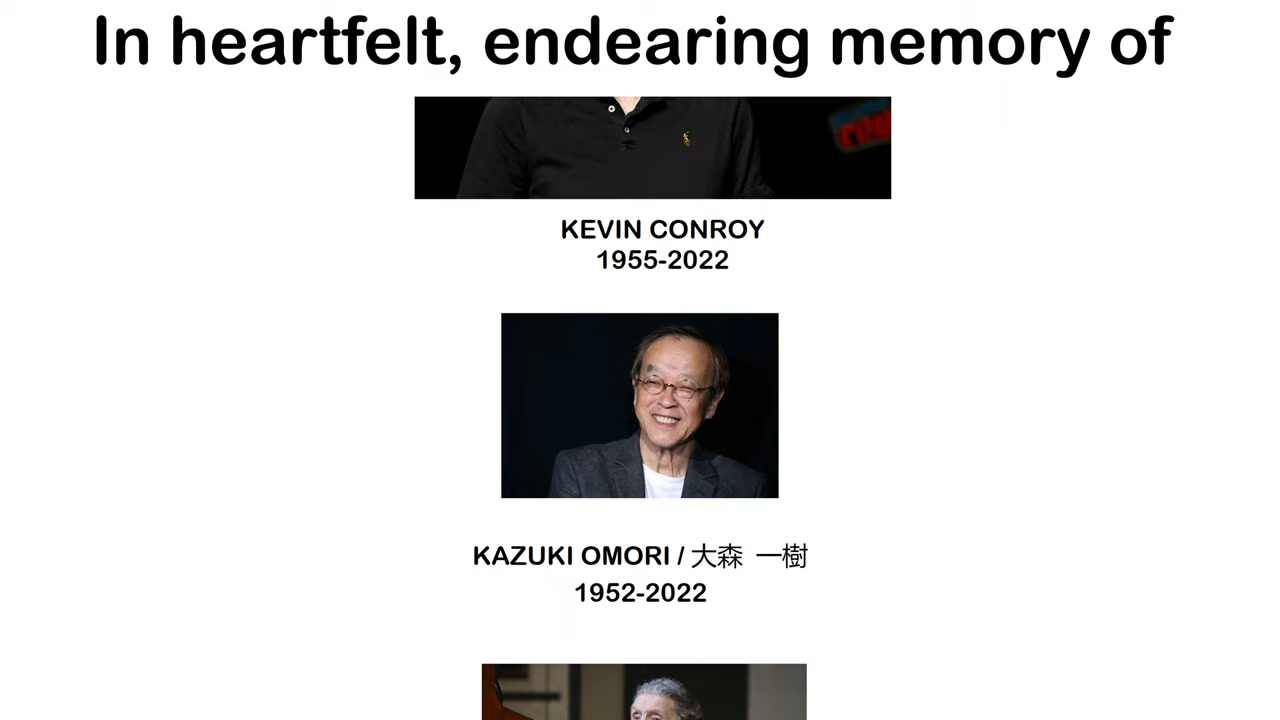 In heartfelt, endearing memory of
KEVIN CONROY
1955-2022
KAZUKI OMORI / 大森 一樹
1952-2022